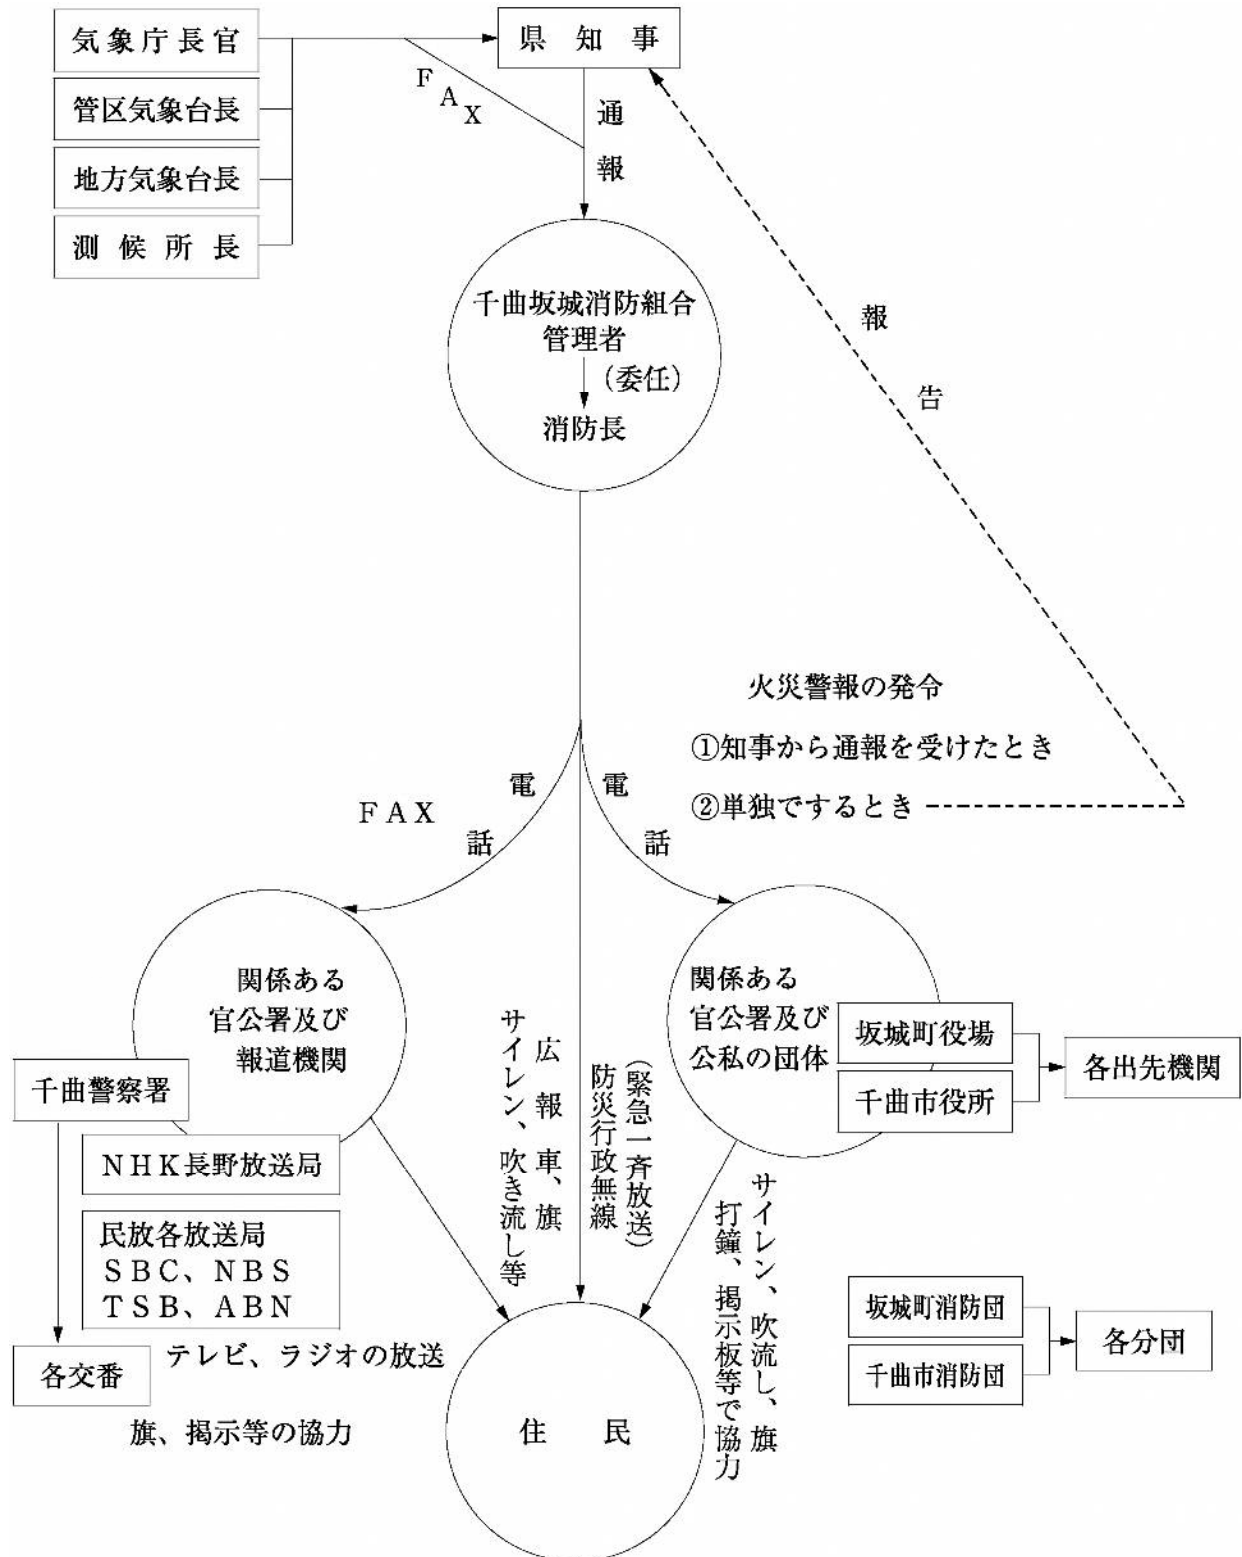 気象庁長官
県知事
管区気象台長
地方気象台長
測候所長
FAX
通報
千曲坂城消防組合
管理者
(委任)
消防長
報告
火災警報の発令
①知事から通報を受けたとき
②単独でするとき
FAX
電話
電話
関係ある
官公署及び
報道機関
千曲警察署
NHK長野放送局
民放各放送局
SBC、NBS
TSB、ABN
各交番
テレビ、ラジオの放送
旗、掲示等の協力
広報車、旗
サイレン、吹き流し等
(緊急一斉放送)
防災行政無線
関係ある
官公署及び
公私の団体
坂城町役場
千曲市役所
各出先機関
サイレン、吹流し、旗
打鐘、掲示板等で協力
坂城町消防団
千曲市消防団
各分団
住民